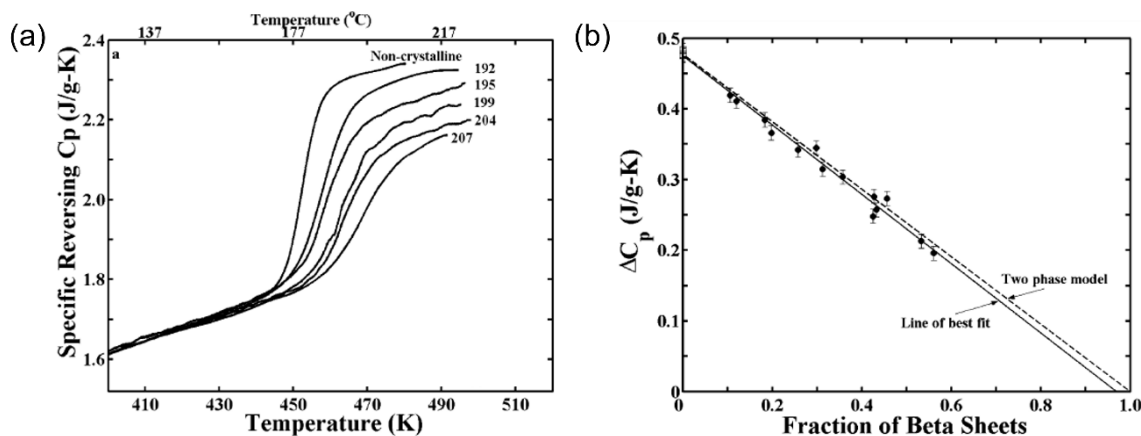 (a)
Temperature (°C)
137 177 217
a
Specific Reversing Cp (J/g-K)
2.4
2.2
2.0
1.8
1.6
Non-crystalline
192
195
199
204
207
410 430 450 470 490 510
Temperature (K)
(b)
ΔCp (J/g-K)
0.5
0.4
0.3
0.2
0.1
0
Two phase model
Line of best fit
0 0.2 0.4 0.6 0.8 1.0
Fraction of Beta Sheets